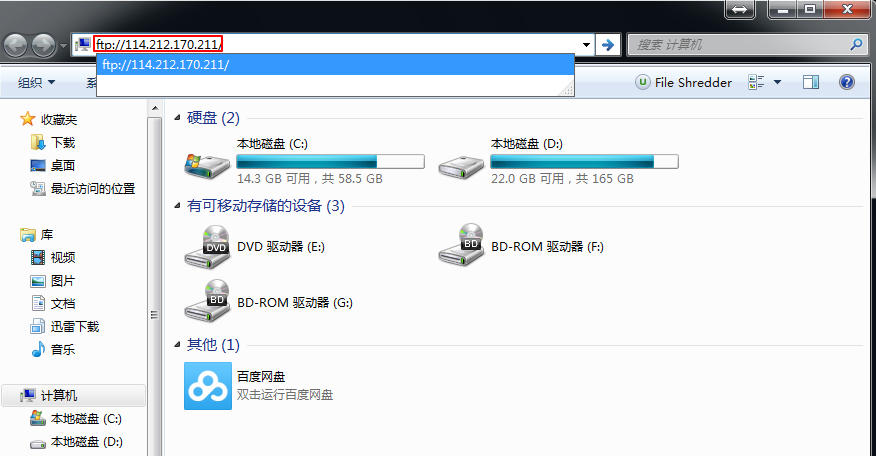 ftp://114.212.170.211/
搜索 计算机
ftp://114.212.170.211/
组织
File Shredder
收藏夹
下载
桌面
最近访问的位置
库
视频
图片
文档
迅雷下载
音乐
计算机
本地磁盘 (C:)
本地磁盘 (D:)
硬盘 (2)
本地磁盘 (C:)
14.3 GB 可用，共 58.5 GB
本地磁盘 (D:)
22.0 GB 可用，共 165 GB
有可移动存储的设备 (3)
DVD
DVD 驱动器 (E:)
BD
BD-ROM 驱动器 (F:)
BD
BD-ROM 驱动器 (G:)
其他 (1)
百度网盘
双击运行百度网盘